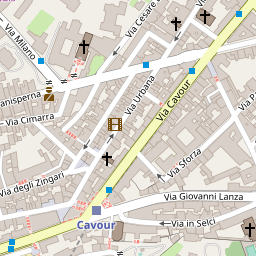 Via Milano
Via Cesare
Via Urbana
Via Cavour
anisperna
Via Cimarra
Via Sforza
Via degli Zingari
Via Giovanni Lanza
Cavour
Via in Selci